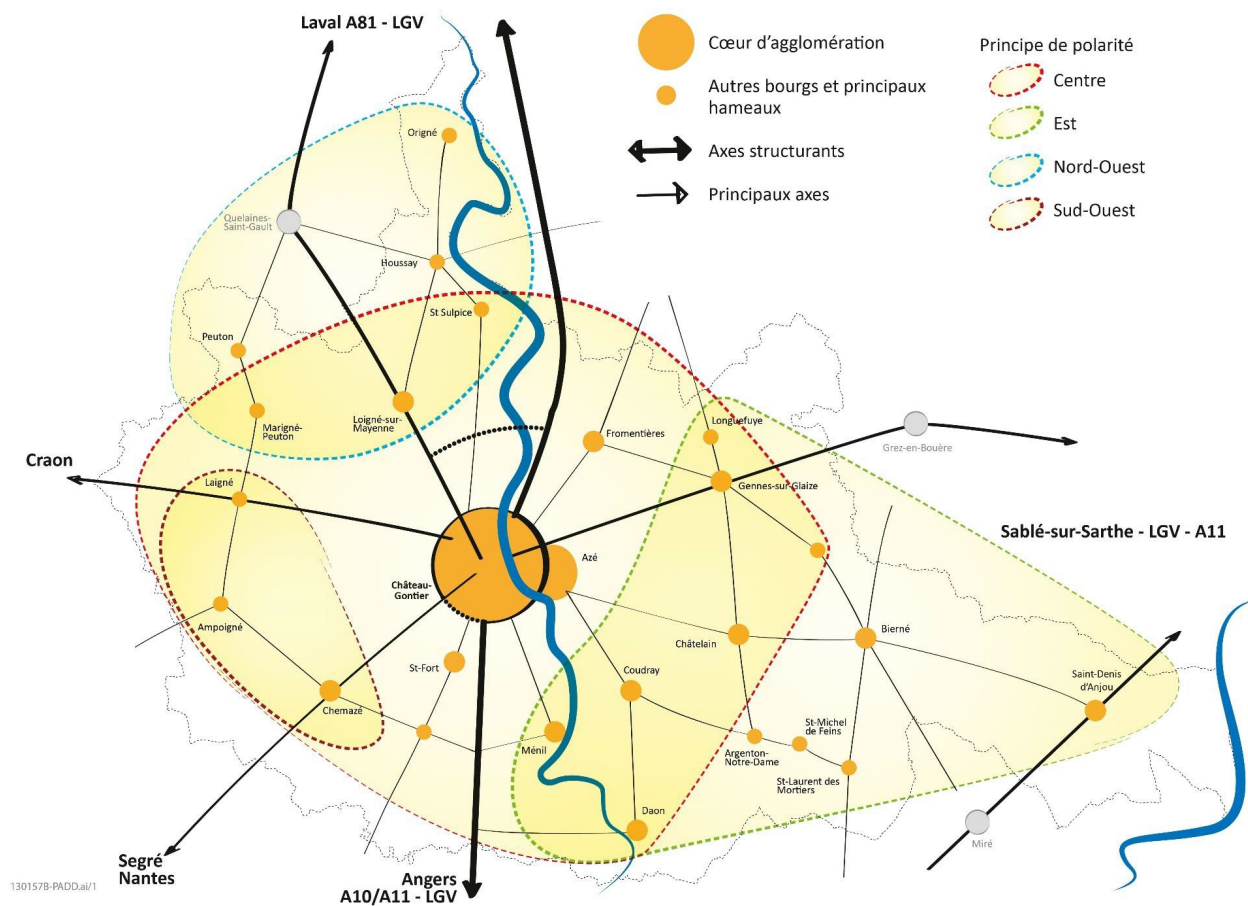 Laval A81 - LGV
Cœur d'agglomération
Autres bourgs et principaux
hameaux
Axes structurants
Principaux axes
Principe de polarité
Centre
Est
Nord-Ouest
Sud-Ouest
Origné
Quelaines-
Saint-Gault
Houssay
St Sulpice
Peuton
Marigné-
Peuton
Loigné-sur-
Mayenne
Fromentières
Longuefuye
Grez-en-Bouère
Craon
Laigné
Gennes-sur-Glaize
Sablé-sur-Sarthe - LGV - A11
Azé
Château-
Gontier
Ampoigné
Châtelain
Bierné
St-Fort
Coudray
Saint-Denis
d'Anjou
Chemazé
Ménil
St-Michel
de Feins
Argenton-
Notre-Dame
St-Laurent des
Mortiers
Daon
Miré
Segré
Nantes
Angers
A10/A11 - LGV
130157B-PADD.ai/1